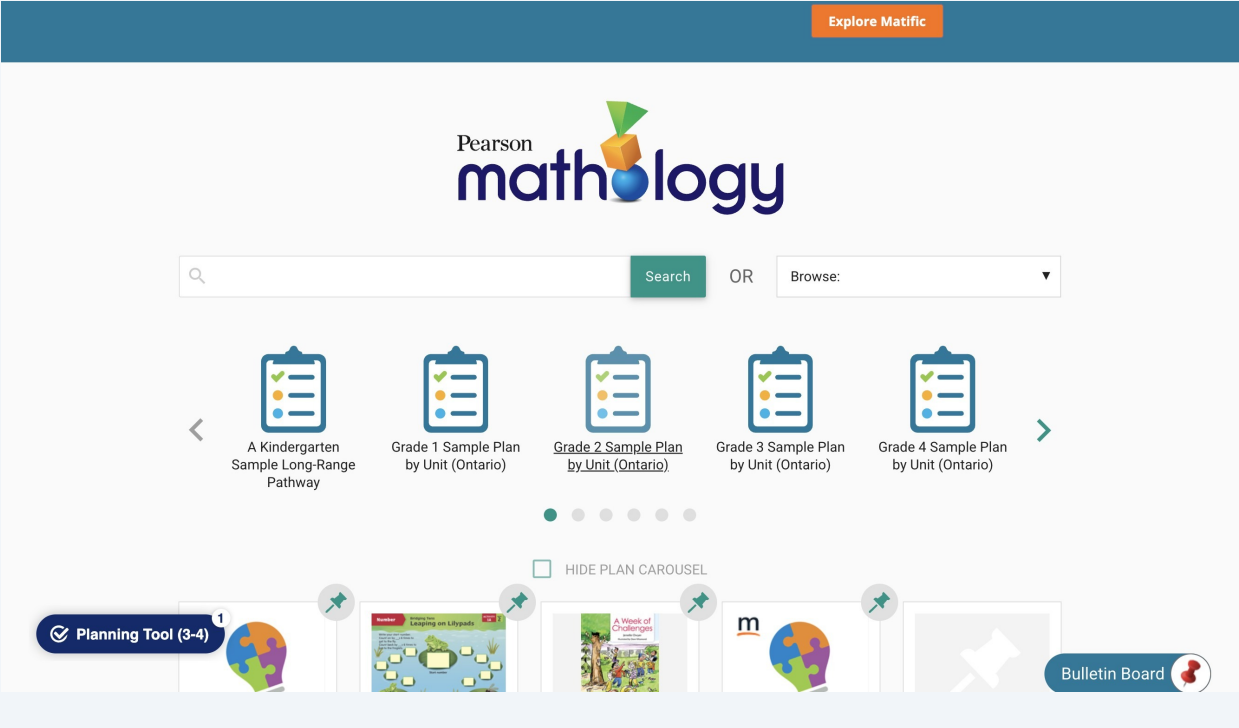 Explore Matific
Pearson
mathology
Search
OR
Browse:
A Kindergarten
Sample Long-Range
Pathway
Grade 1 Sample Plan
by Unit (Ontario)
Grade 2 Sample Plan
by Unit (Ontario)
Grade 3 Sample Plan
by Unit (Ontario)
Grade 4 Sample Plan
by Unit (Ontario)
HIDE PLAN CAROUSEL
1
Planning Tool (3-4)
Number
Leaping on Lilypads
A Week of
Challenges
m
Bulletin Board